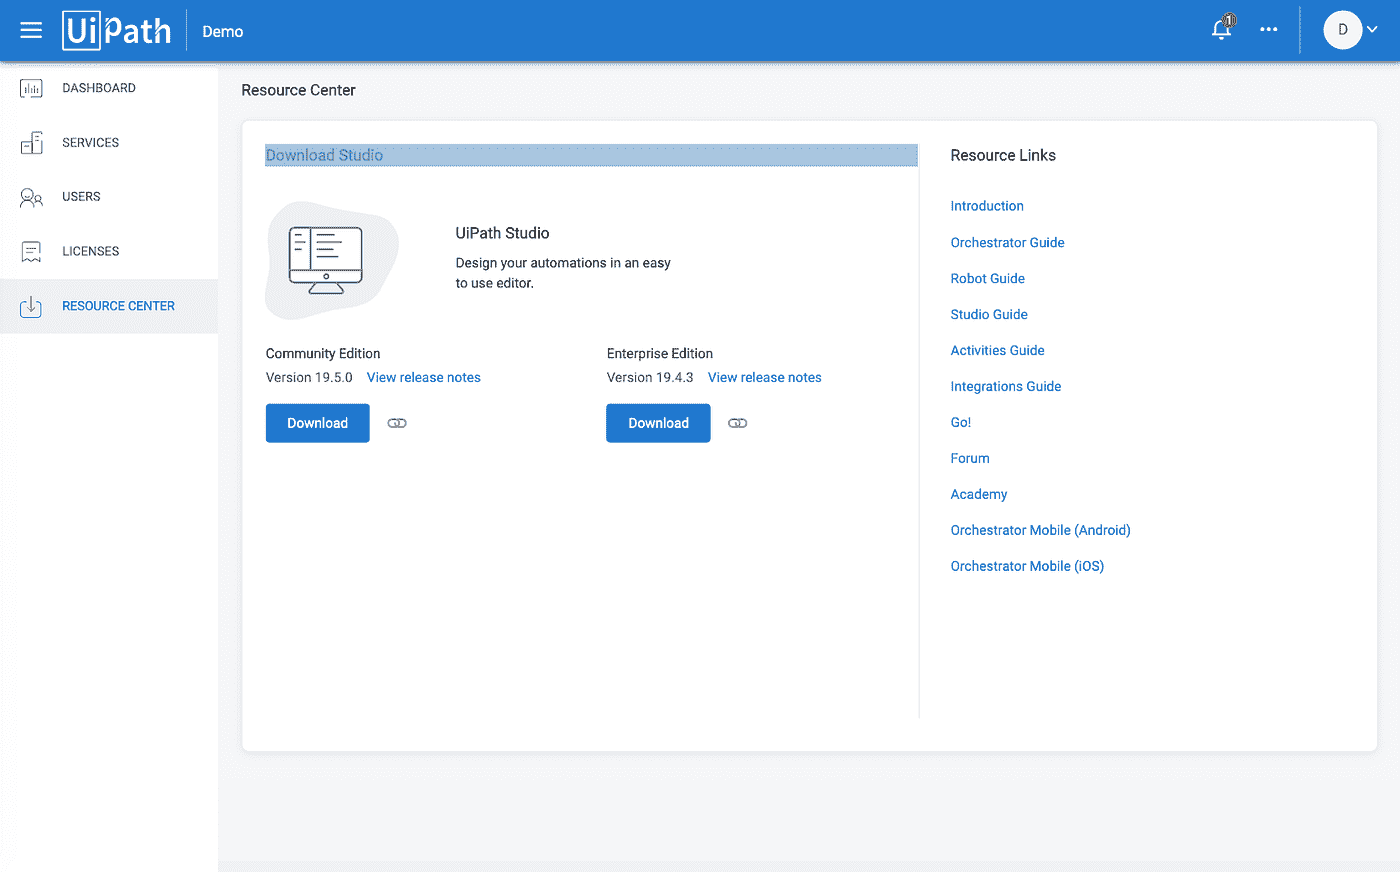 UiPath
Demo
1
D
DASHBOARD
SERVICES
USERS
LICENSES
RESOURCE CENTER
Resource Center
Download Studio
UiPath Studio
Design your automations in an easy
to use editor.
Community Edition
Version 19.5.0 View release notes
Download
Enterprise Edition
Version 19.4.3 View release notes
Download
Resource Links
Introduction
Orchestrator Guide
Robot Guide
Studio Guide
Activities Guide
Integrations Guide
Go!
Forum
Academy
Orchestrator Mobile (Android)
Orchestrator Mobile (iOS)